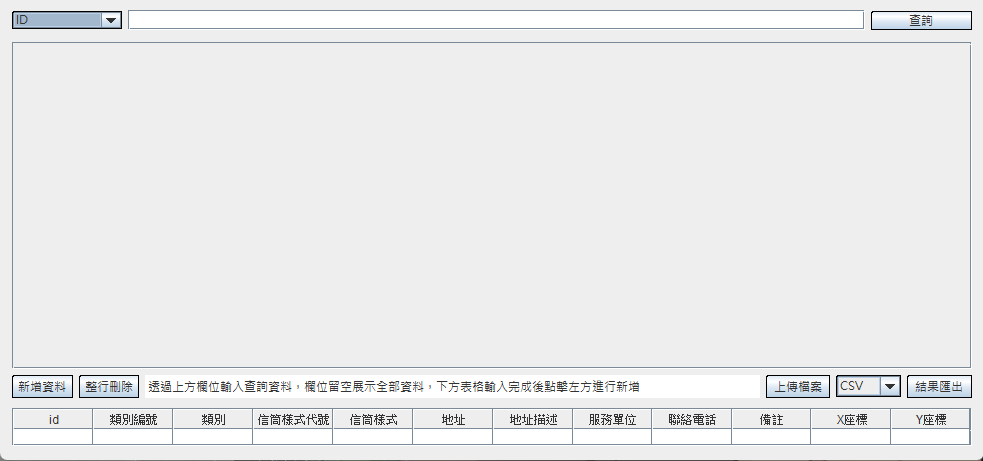 ID 查詢
新增資料 整行刪除 透過上方欄位輸入查詢資料，欄位留空展示全部資料，下方表格輸入完成後點擊左方進行新增 上傳檔案 CSV 結果匯出
id 類別編號 類別 信筒樣式代號 信筒樣式 地址 地址描述 服務單位 聯絡電話 備註 X座標 Y座標